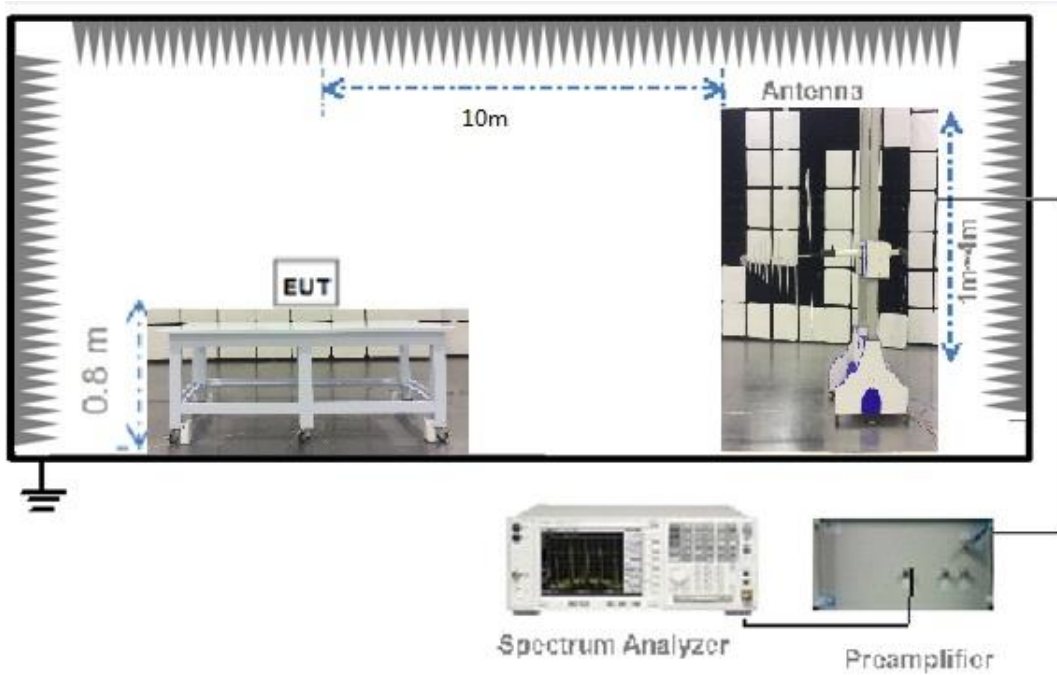 Antenna
10m
1m~4m
EUT
0.8 m
Spectrum Analyzer
Preamplifier